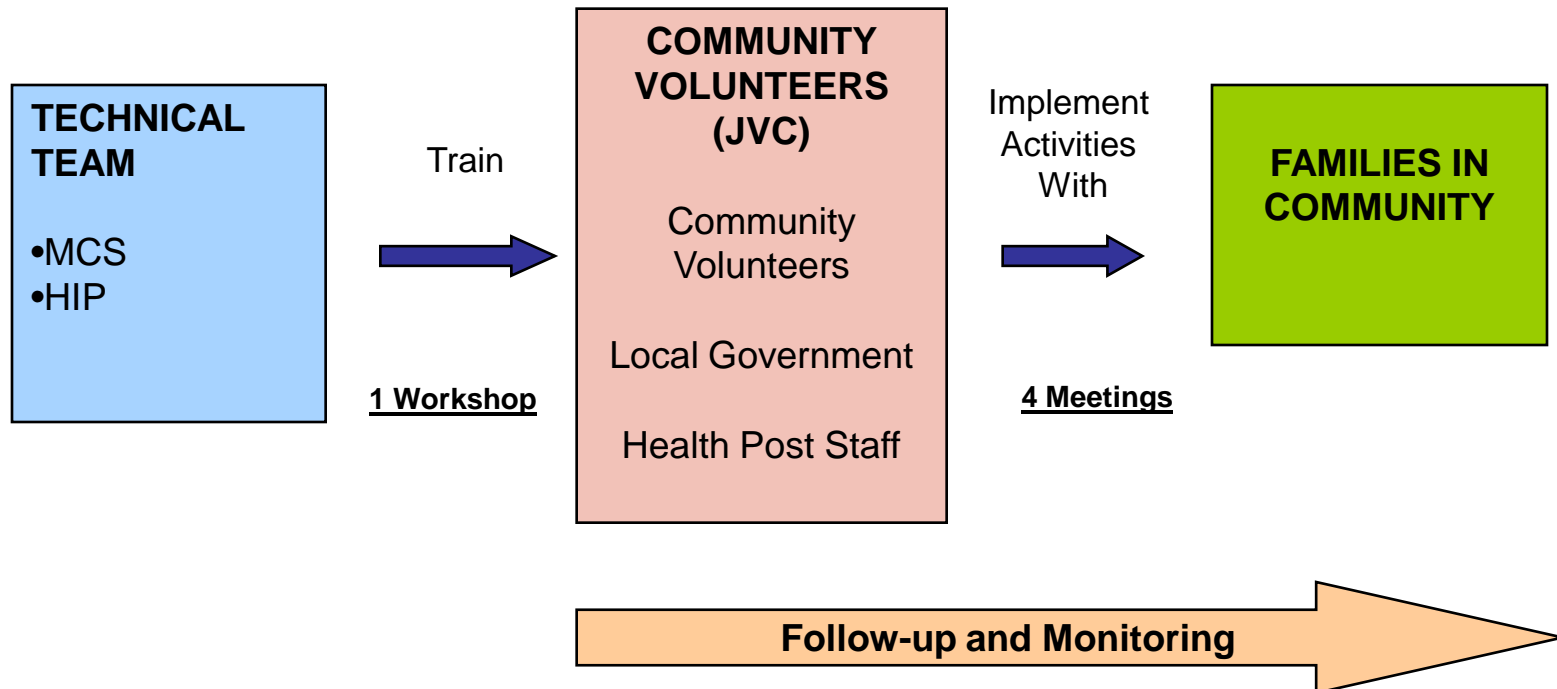 TECHNICAL
TEAM
•MCS
•HIP
Train
1 Workshop
COMMUNITY
VOLUNTEERS
(JVC)
Community
Volunteers
Local Government
Health Post Staff
Implement
Activities
With
4 Meetings
FAMILIES IN
COMMUNITY
Follow-up and Monitoring